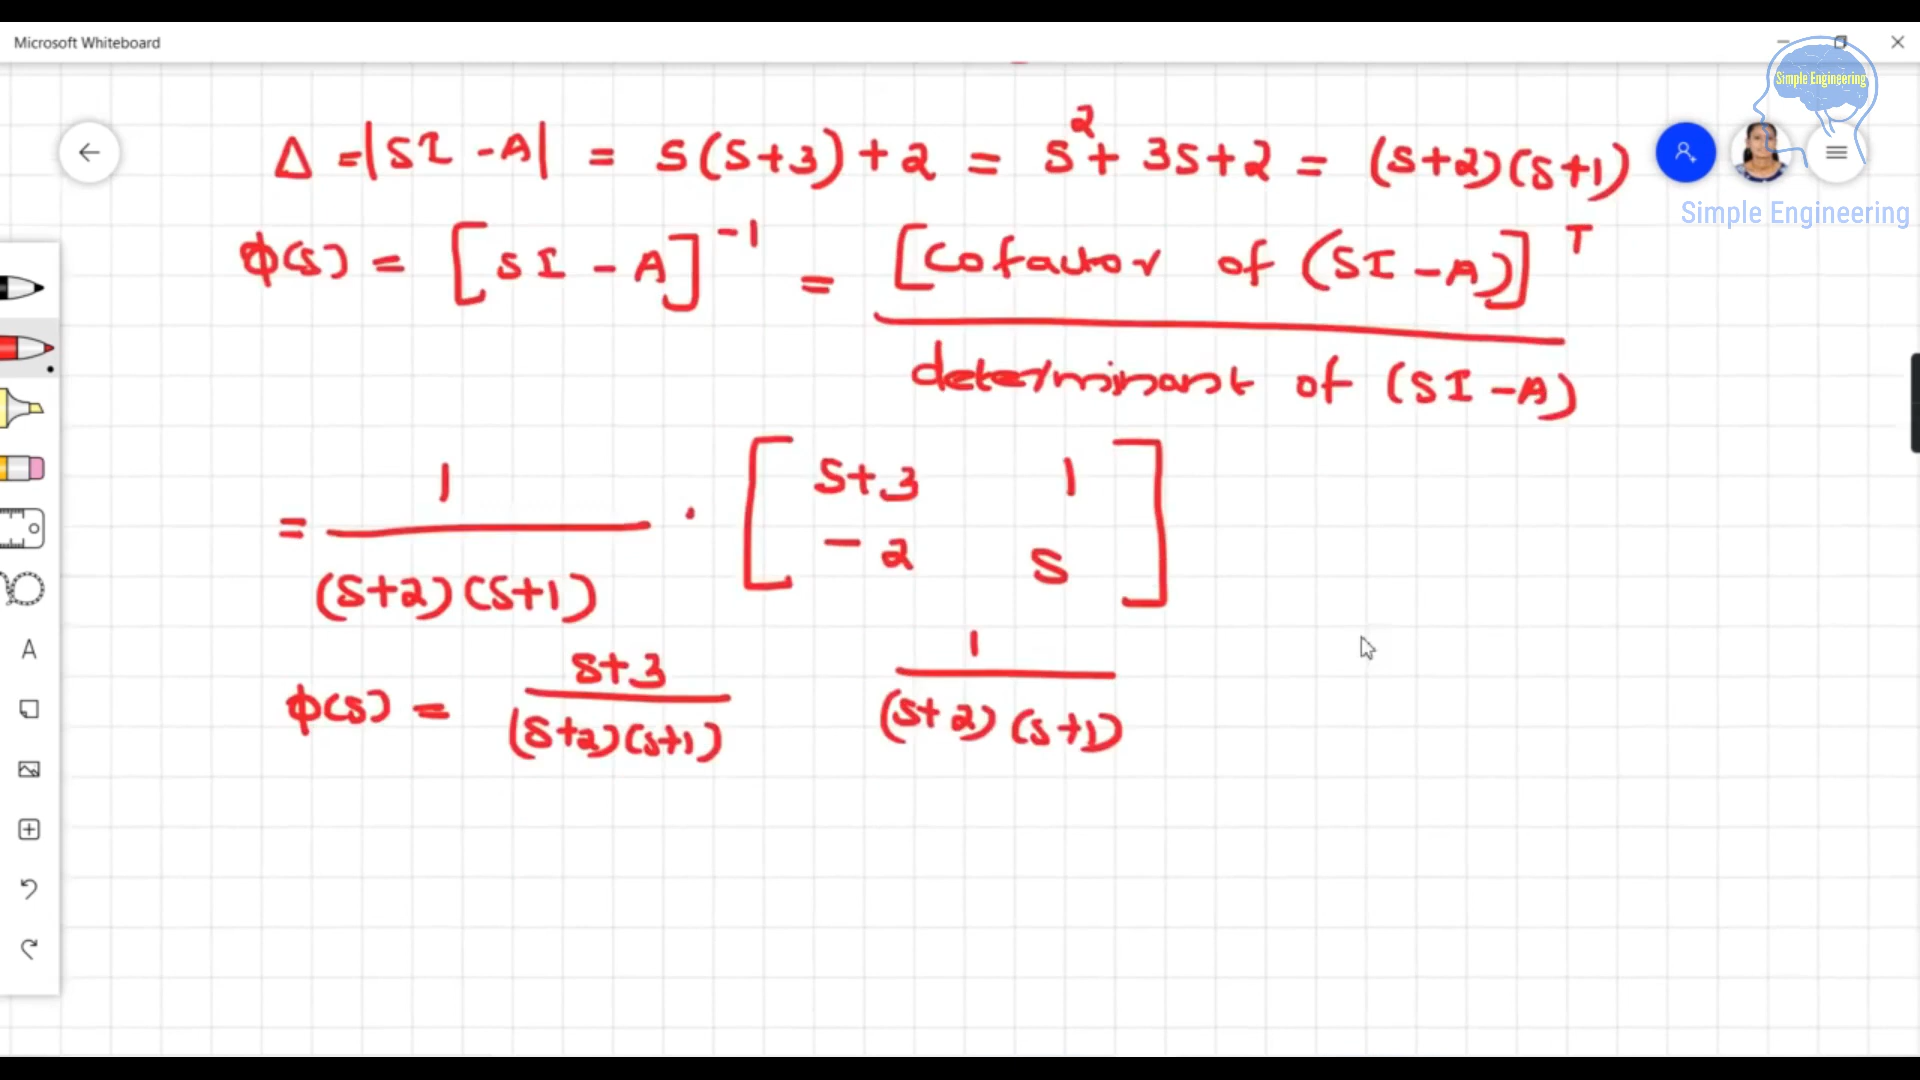 Microsoft Whiteboard
Simple Engineering
Δ = |SI - A| = S(S+3)+2 = S² + 3S+2 = (S+2)(S+1)
Simple Engineering
Φ(s) = [SI - A]⁻¹ = [Cofactor of (SI - A)]ᵀ
determinant of (SI - A)
= 1 / (S+2)(S+1) · [ S+3 1
-2 S ]
A
Φ(s) = S+3 / (S+2)(S+1) 1 / (S+2)(S+1)